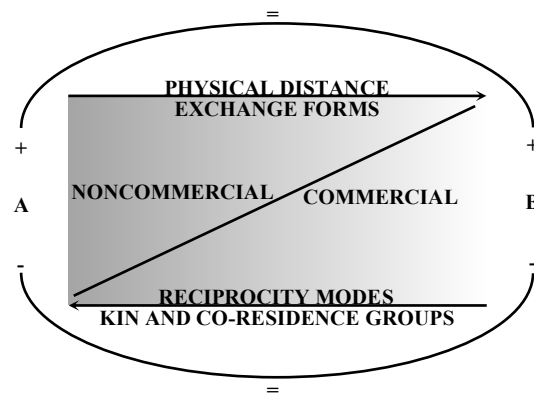 =
PHYSICAL DISTANCE
EXCHANGE FORMS
+ +
A NONCOMMERCIAL COMMERCIAL B
- -
RECIPROCITY MODES
KIN AND CO-RESIDENCE GROUPS
=